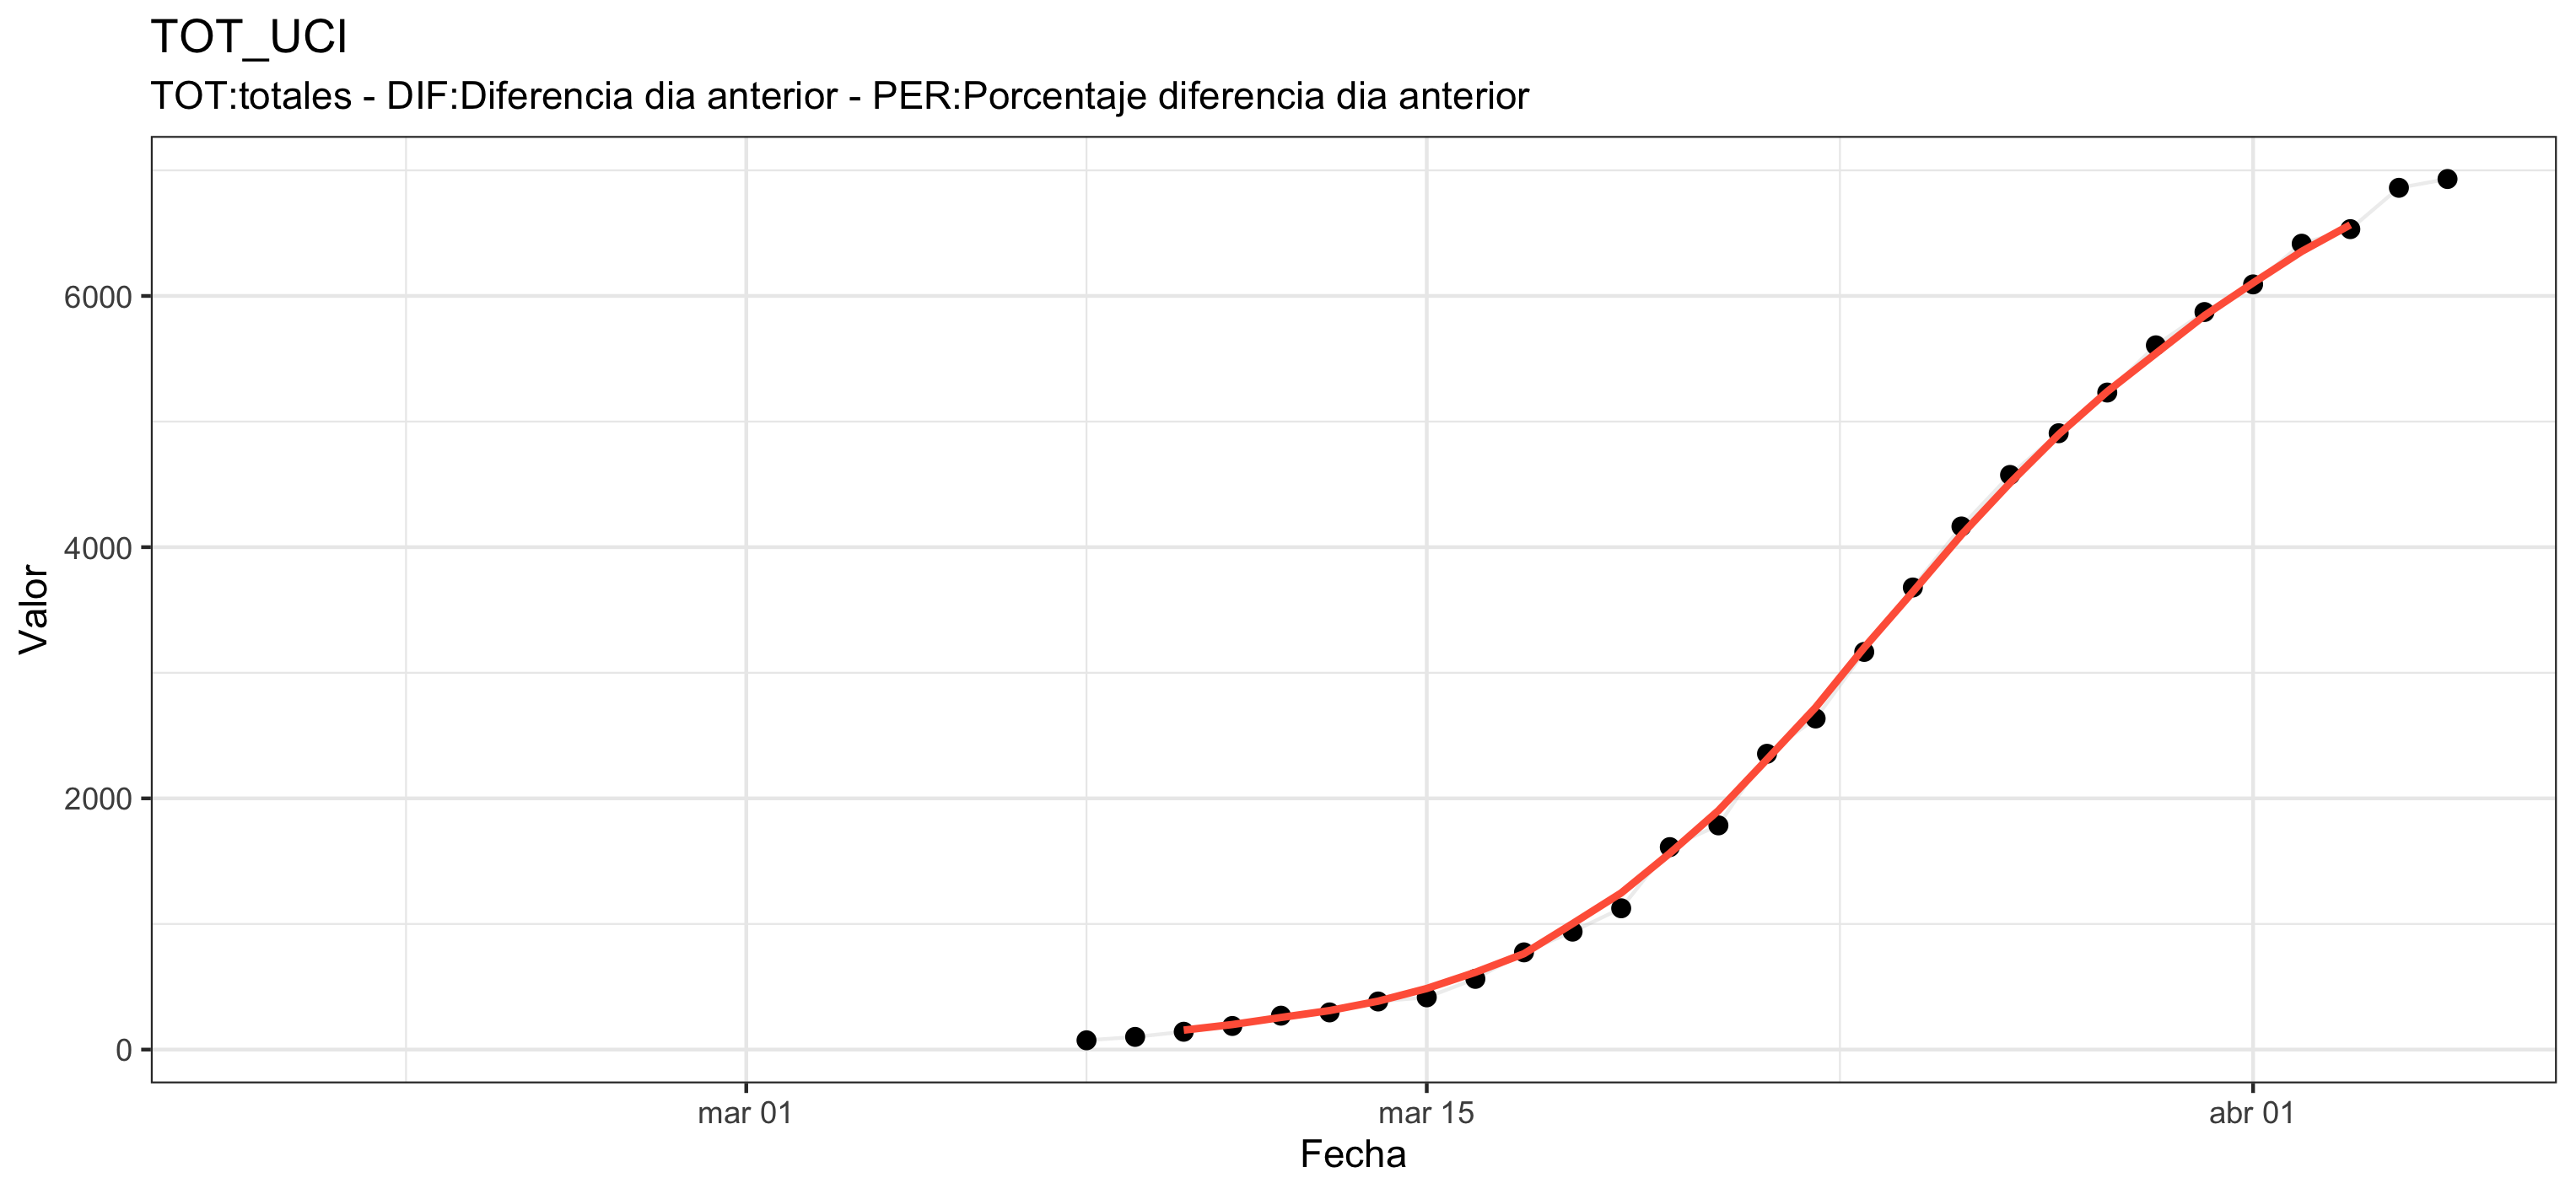 TOT_UCI
TOT:totales - DIF:Diferencia dia anterior - PER:Porcentaje diferencia dia anterior
Valor
6000
4000
2000
0
mar 01
mar 15
abr 01
Fecha